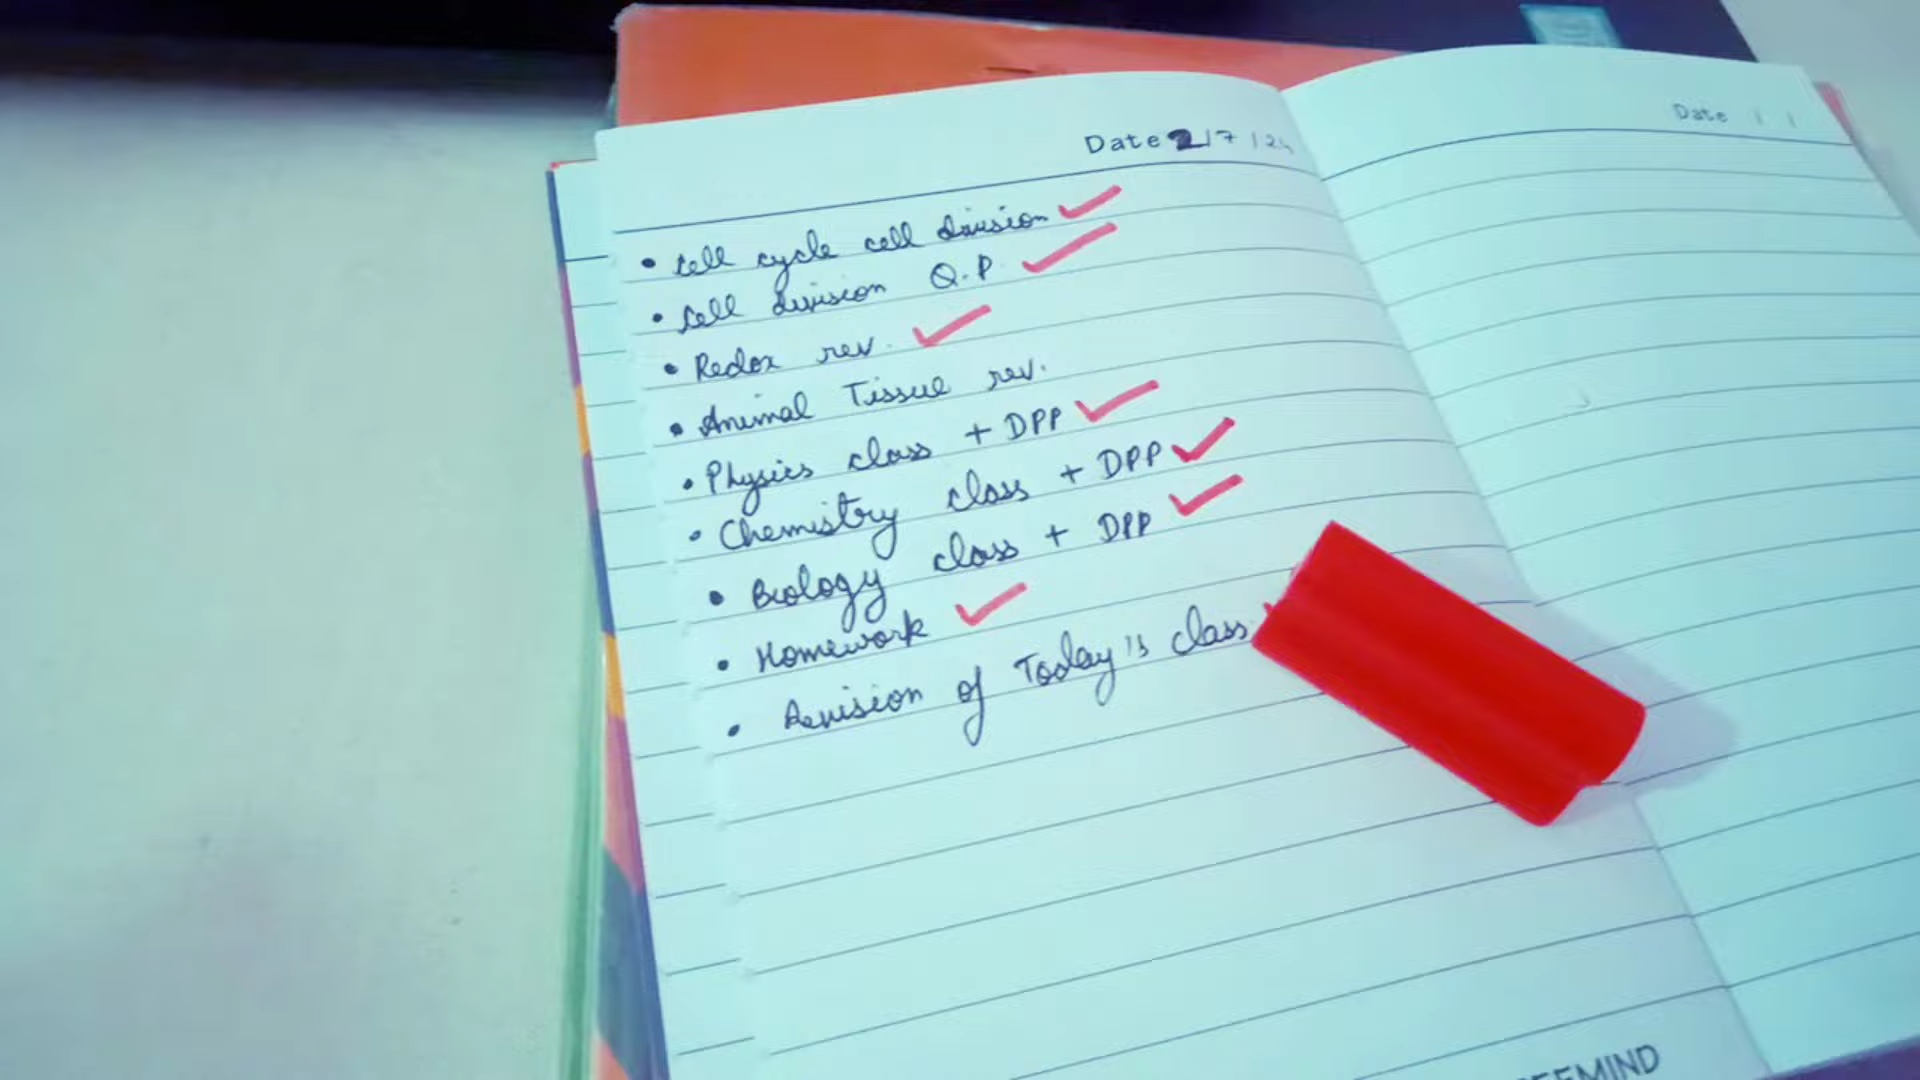 Date 2/7/24
Date / /
• Cell cycle cell division
• Cell division Q.P.
• Redox rev.
• Animal Tissue rev.
• Physics class + DPP
• Chemistry class + DPP
• Biology class + DPP
• Homework
• Revision of Today's class